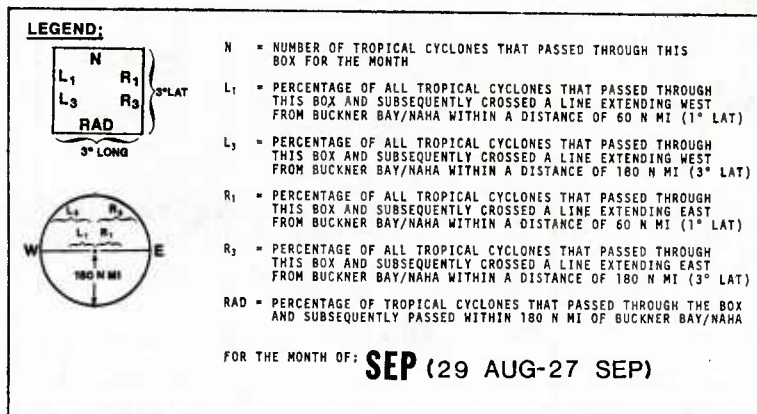 LEGEND:
N
L1 R1
L3 R3
RAD
3°LAT
3° LONG
N = NUMBER OF TROPICAL CYCLONES THAT PASSED THROUGH THIS
BOX FOR THE MONTH
L1 = PERCENTAGE OF ALL TROPICAL CYCLONES THAT PASSED THROUGH
THIS BOX AND SUBSEQUENTLY CROSSED A LINE EXTENDING WEST
FROM BUCKNER BAY/NAHA WITHIN A DISTANCE OF 60 N MI (1° LAT)
L3 = PERCENTAGE OF ALL TROPICAL CYCLONES THAT PASSED THROUGH
THIS BOX AND SUBSEQUENTLY CROSSED A LINE EXTENDING WEST
FROM BUCKNER BAY/NAHA WITHIN A DISTANCE OF 180 N MI (3° LAT)
R1 = PERCENTAGE OF ALL TROPICAL CYCLONES THAT PASSED THROUGH
THIS BOX AND SUBSEQUENTLY CROSSED A LINE EXTENDING EAST
FROM BUCKNER BAY/NAHA WITHIN A DISTANCE OF 60 N MI (1° LAT)
R3 = PERCENTAGE OF ALL TROPICAL CYCLONES THAT PASSED THROUGH
THIS BOX AND SUBSEQUENTLY CROSSED A LINE EXTENDING EAST
FROM BUCKNER BAY/NAHA WITHIN A DISTANCE OF 180 N MI (3° LAT)
RAD = PERCENTAGE OF TROPICAL CYCLONES THAT PASSED THROUGH THE BOX
AND SUBSEQUENTLY PASSED WITHIN 180 N MI OF BUCKNER BAY/NAHA
L3 R3
L1 R1
W E
180 N MI
FOR THE MONTH OF: SEP (29 AUG-27 SEP)